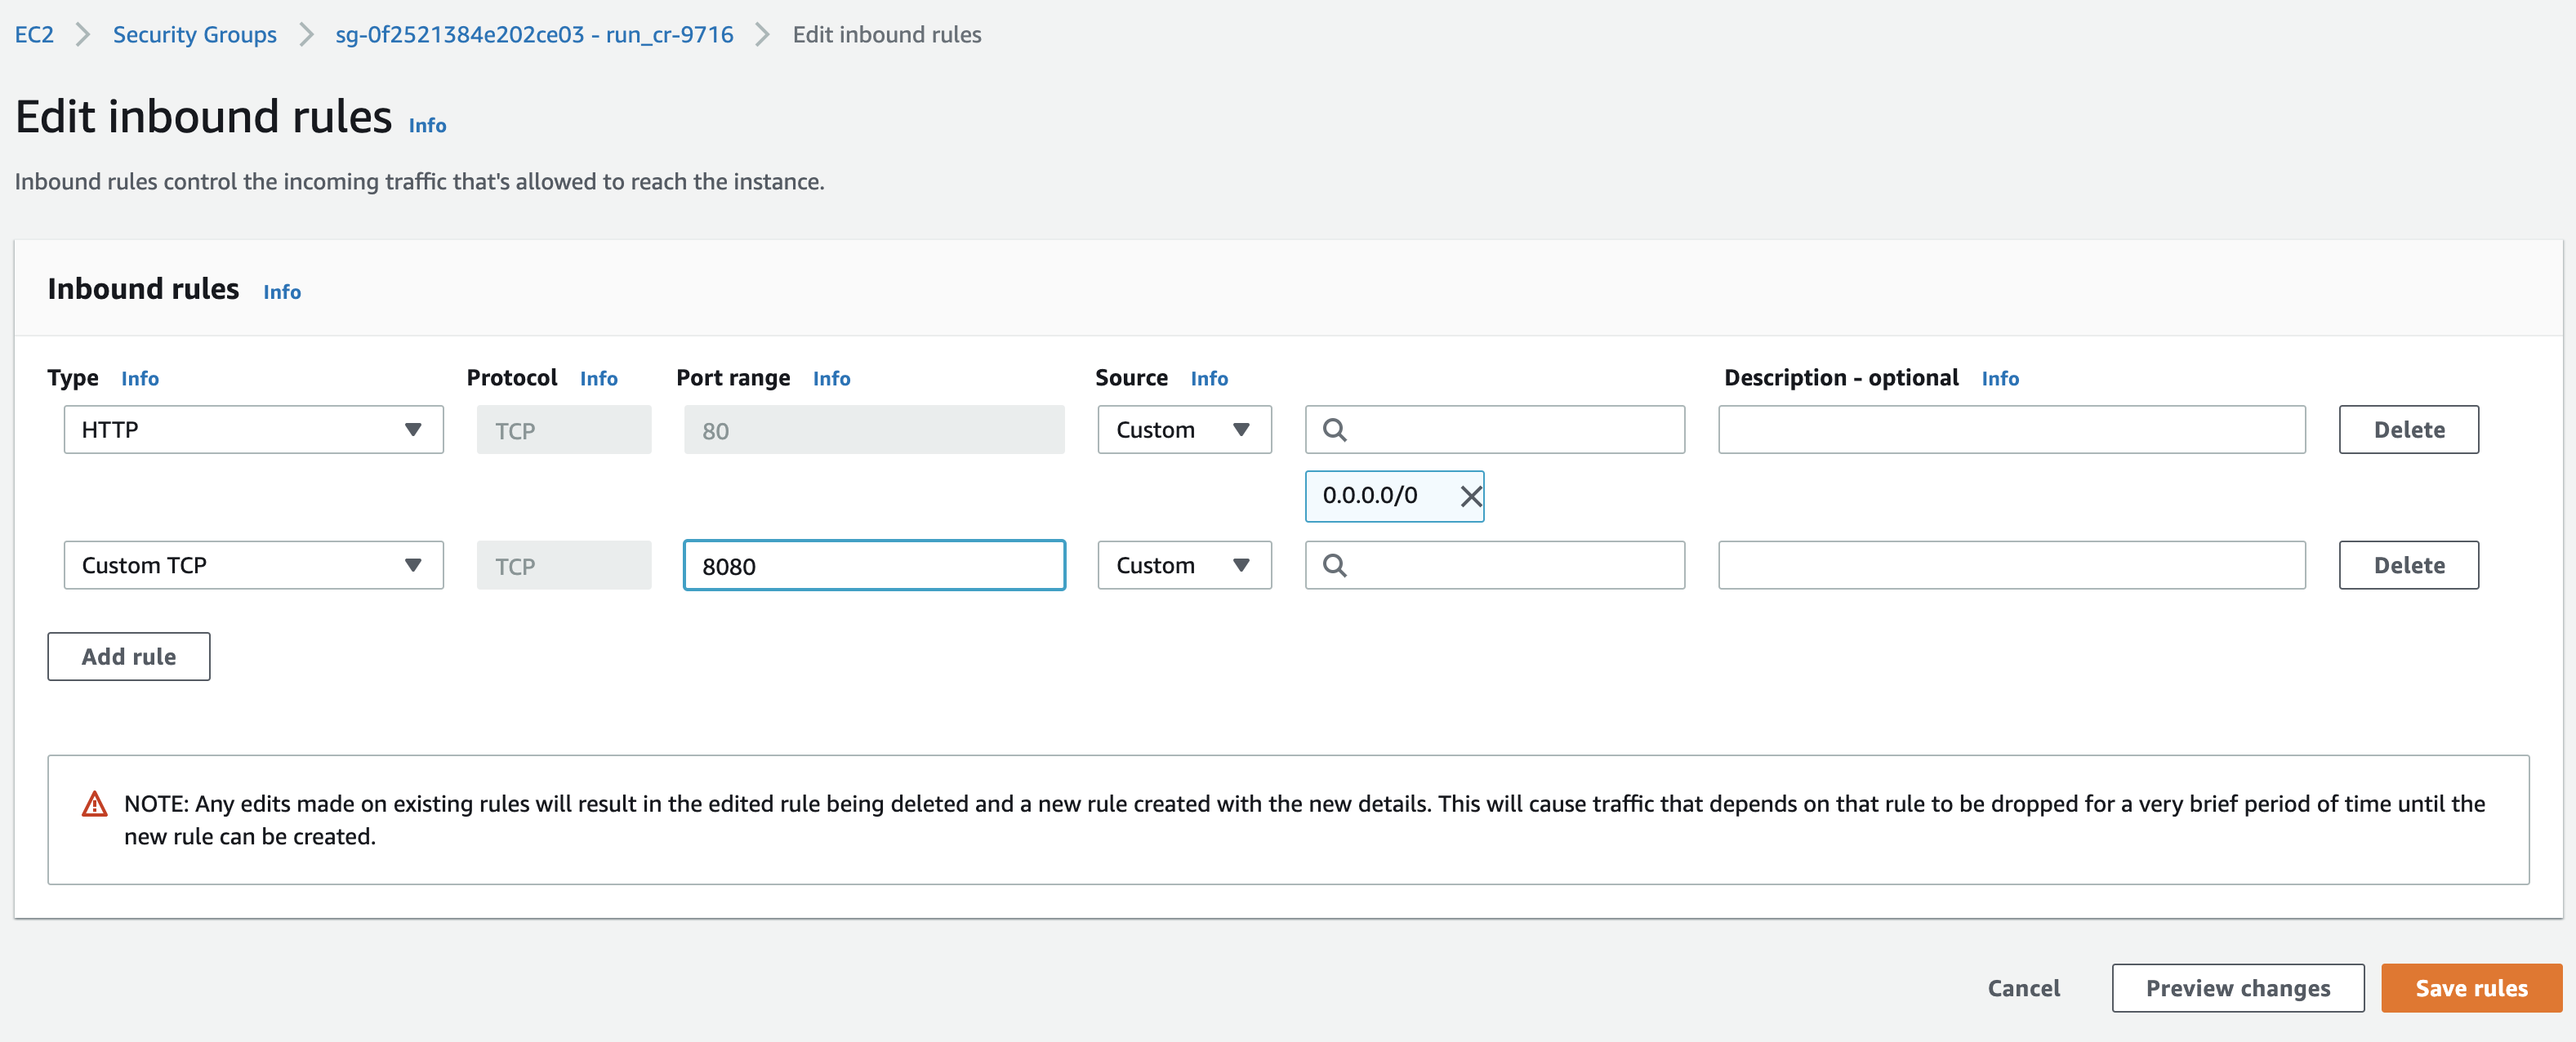 EC2 Security Groups sg-0f2521384e202ce03 - run_cr-9716 Edit inbound rules
Edit inbound rules Info
Inbound rules control the incoming traffic that's allowed to reach the instance.
Inbound rules Info
Type Info Protocol Info Port range Info Source Info Description - optional Info
HTTP TCP 80 Custom Delete
0.0.0.0/0
Custom TCP TCP 8080 Custom Delete
Add rule
NOTE: Any edits made on existing rules will result in the edited rule being deleted and a new rule created with the new details. This will cause traffic that depends on that rule to be dropped for a very brief period of time until the
new rule can be created.
Cancel Preview changes Save rules